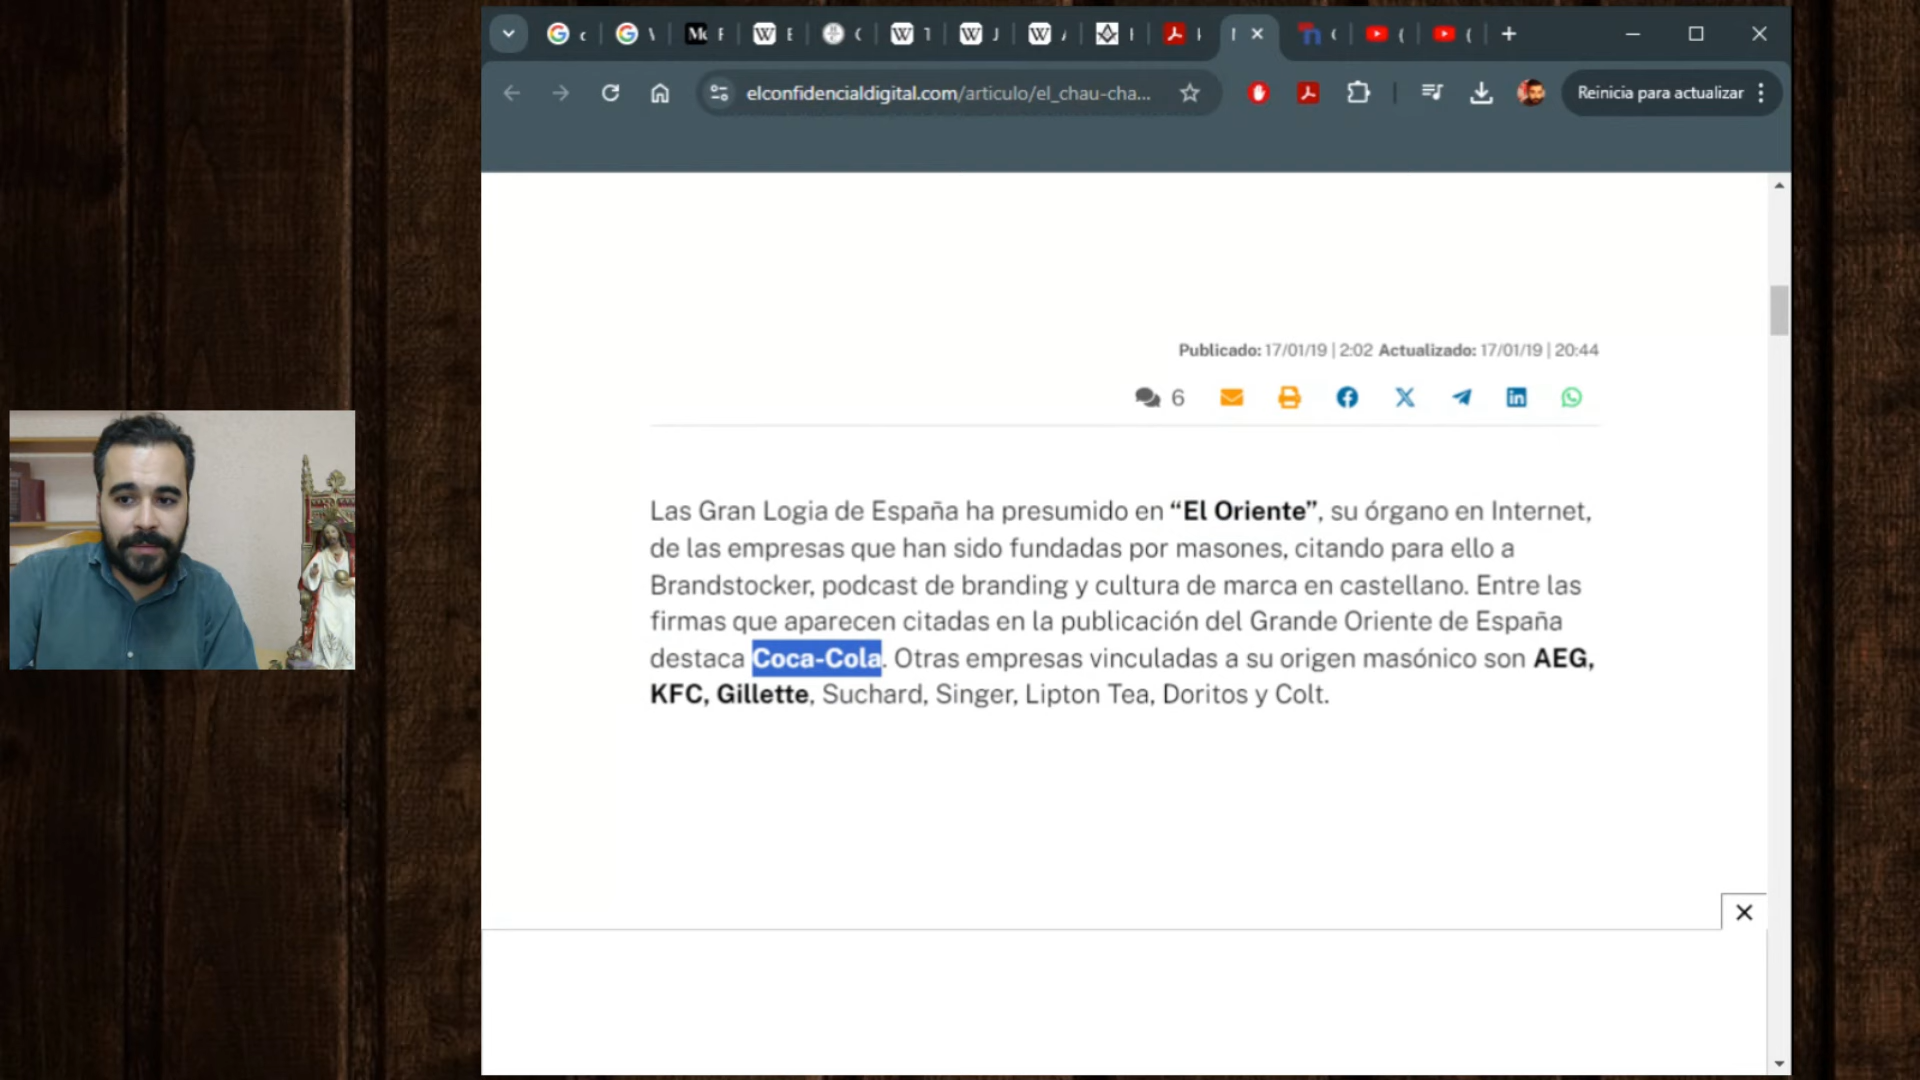 elconfidencialdigital.com/articulo/el_chau-cha...
Reinicia para actualizar
Publicado: 17/01/19 | 2:02 Actualizado: 17/01/19 | 20:44
6
Las Gran Logia de España ha presumido en “El Oriente”, su órgano en Internet,
de las empresas que han sido fundadas por masones, citando para ello a
Brandstocker, podcast de branding y cultura de marca en castellano. Entre las
firmas que aparecen citadas en la publicación del Grande Oriente de España
destaca Coca-Cola. Otras empresas vinculadas a su origen masónico son AEG,
KFC, Gillette, Suchard, Singer, Lipton Tea, Doritos y Colt.